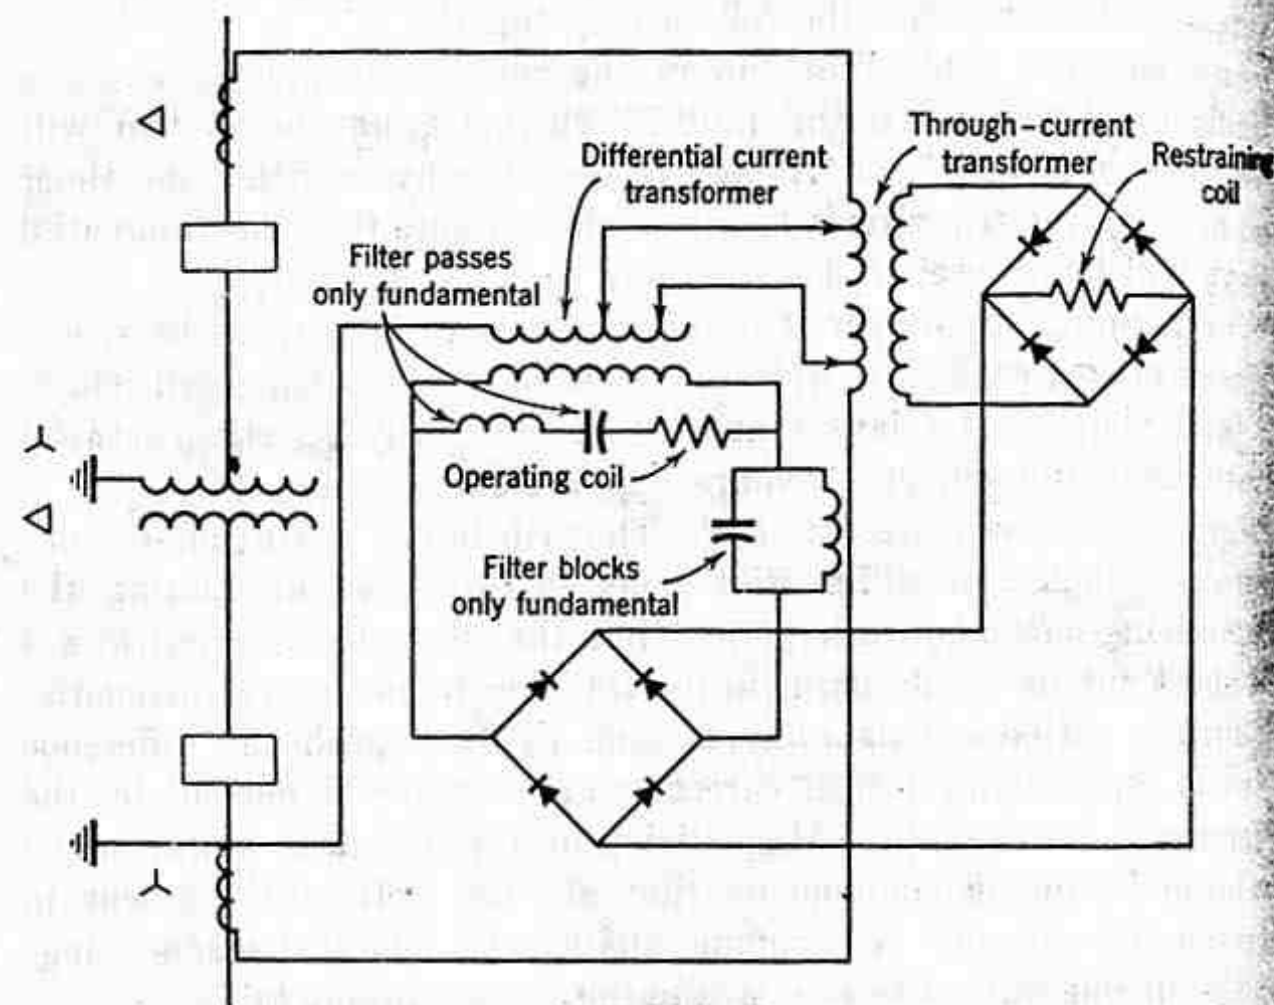 Through-current
transformer
Restraining
coil
Differential current
transformer
Filter passes
only fundamental
Operating coil
Filter blocks
only fundamental